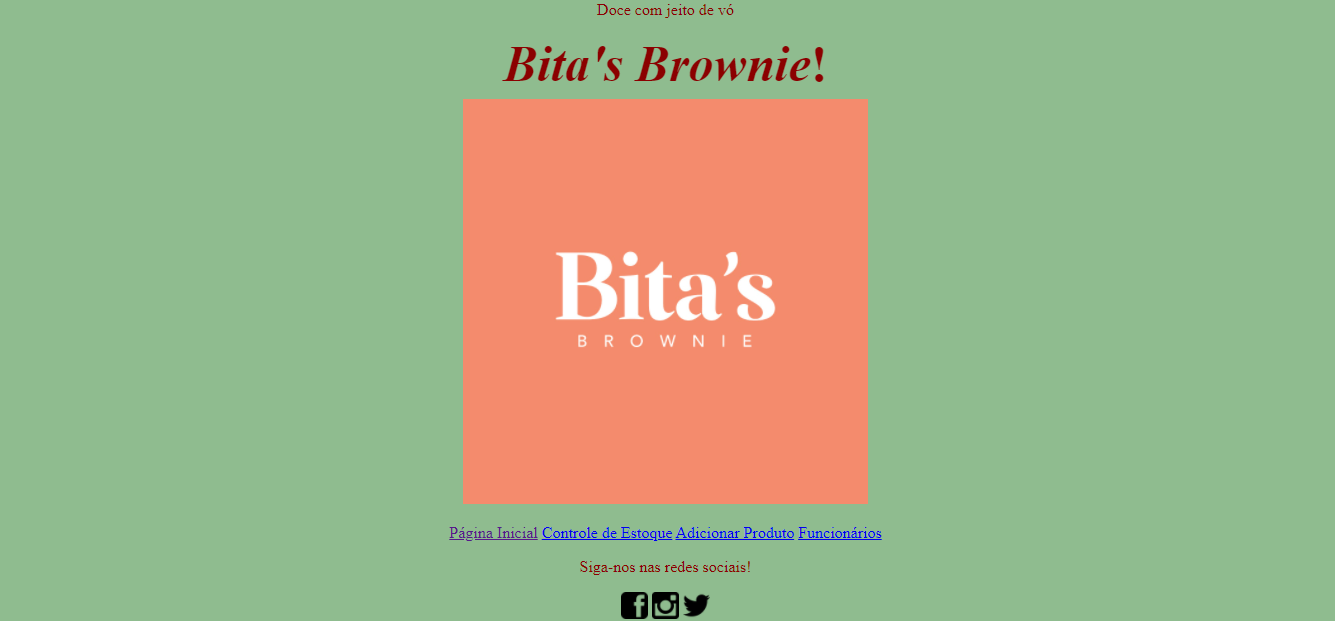 Doce com jeito de vó
Bita's Brownie!
Bita's
BROWNIE
Página Inicial Controle de Estoque Adicionar Produto Funcionários
Siga-nos nas redes sociais!